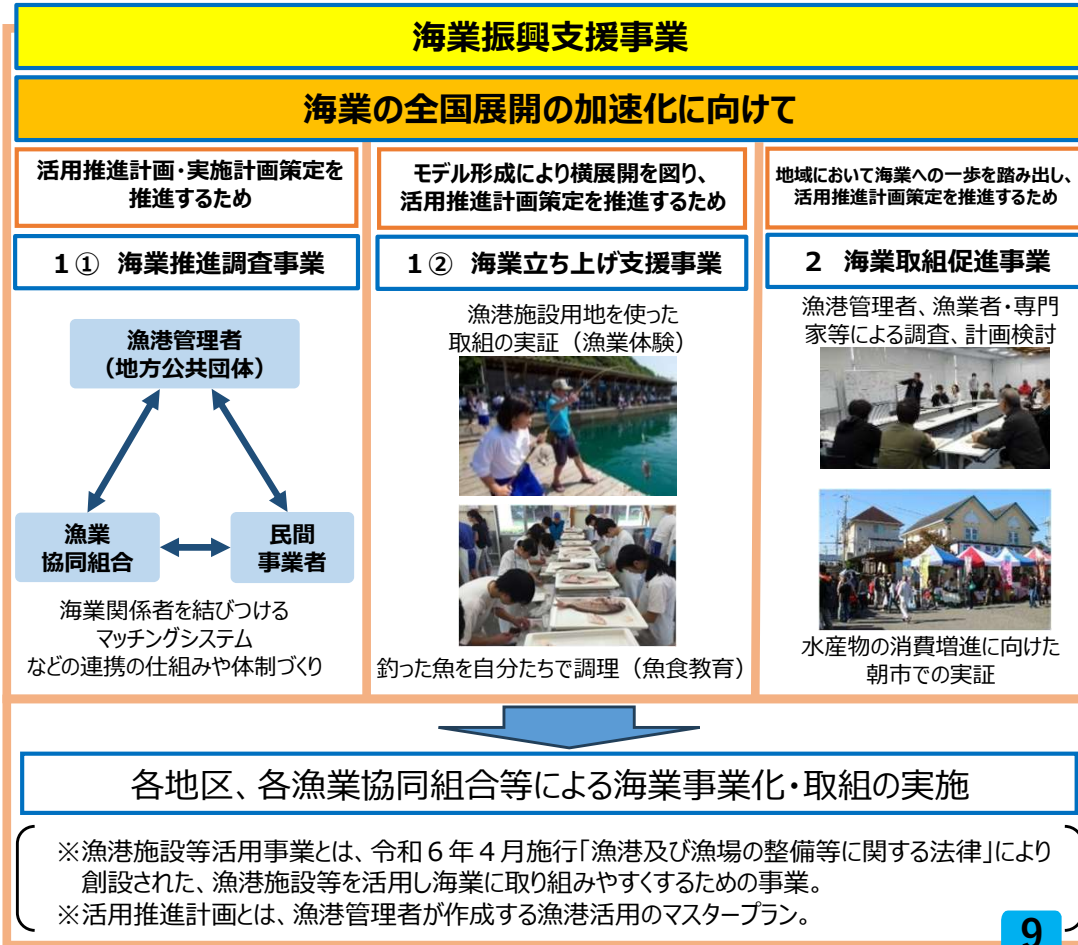 海業振興支援事業
海業の全国展開の加速化に向けて
活用推進計画・実施計画策定を
推進するため
1① 海業推進調査事業
漁港管理者
（地方公共団体）
漁業
協同組合
民間
事業者
海業関係者を結びつける
マッチングシステム
などの連携の仕組みや体制づくり
モデル形成により横展開を図り、
活用推進計画策定を推進するため
1② 海業立ち上げ支援事業
漁港施設用地を使った
取組の実証（漁業体験）
釣った魚を自分たちで調理（魚食教育）
地域において海業への一歩を踏み出し、
活用推進計画策定を推進するため
2 海業取組促進事業
漁港管理者、漁業者・専門
家等による調査、計画検討
水産物の消費増進に向けた
朝市での実証
各地区、各漁業協同組合等による海業事業化・取組の実施
※漁港施設等活用事業とは、令和６年４月施行「漁港及び漁場の整備等に関する法律」により
創設された、漁港施設等を活用し海業に取り組みやすくするための事業。
※活用推進計画とは、漁港管理者が作成する漁港活用のマスタープラン。
9